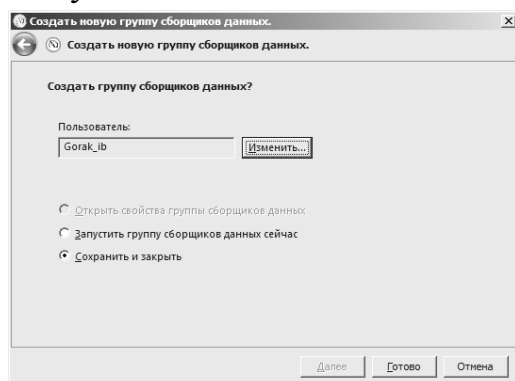 Создать новую группу сборщиков данных.
Создать новую группу сборщиков данных.
Создать группу сборщиков данных?
Пользователь:
Gorak_ib
Изменить...
Открыть свойства группы сборщиков данных
Запустить группу сборщиков данных сейчас
Сохранить и закрыть
Далее
Готово
Отмена